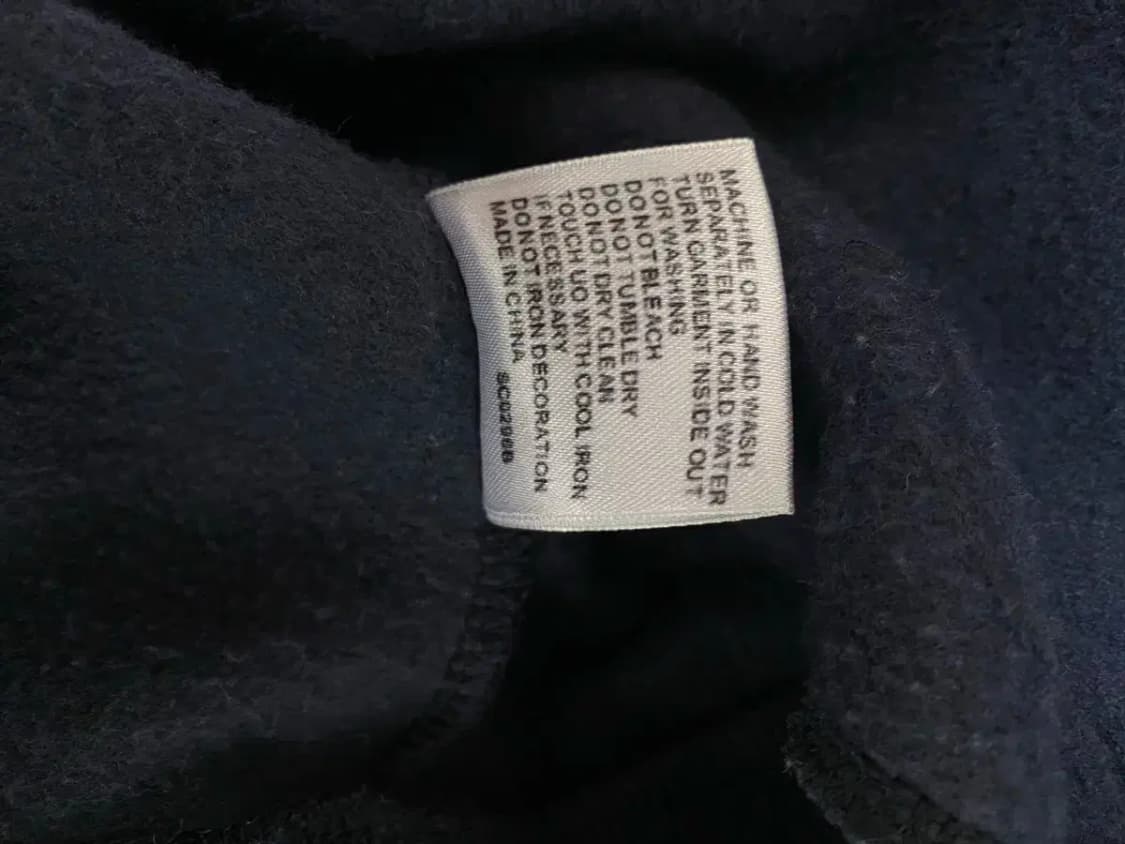 MACHINE OR HAND WASH
SEPARATELY IN COLD WATER
TURN GARMENT INSIDE OUT
FOR WASHING
DO NOT BLEACH
DO NOT TUMBLE DRY
DO NOT DRY CLEAN
TOUCH UO WITH COOL IRON
IF NECESSARY
DO NOT IRON DECORATION
MADE IN CHINA